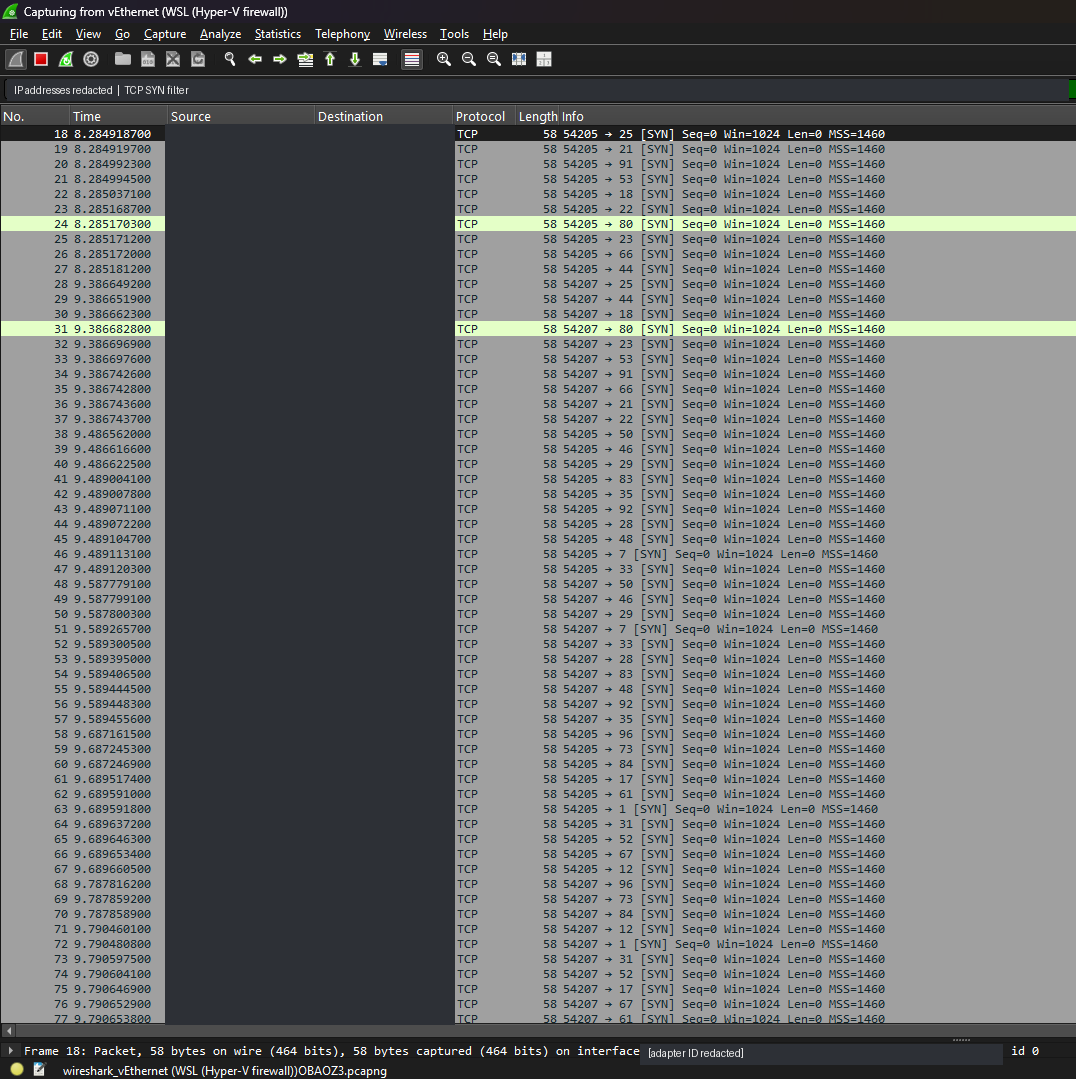 Capturing from vEthernet (WSL (Hyper-V firewall))
File Edit View Go Capture Analyze Statistics Telephony Wireless Tools Help
IP addresses redacted | TCP SYN filter
No. Time Source Destination Protocol Length Info
18 8.284918700 TCP 58 54205 → 25 [SYN] Seq=0 Win=1024 Len=0 MSS=1460
19 8.284919700 TCP 58 54205 → 21 [SYN] Seq=0 Win=1024 Len=0 MSS=1460
20 8.284992300 TCP 58 54205 → 91 [SYN] Seq=0 Win=1024 Len=0 MSS=1460
21 8.284994500 TCP 58 54205 → 53 [SYN] Seq=0 Win=1024 Len=0 MSS=1460
22 8.285037100 TCP 58 54205 → 18 [SYN] Seq=0 Win=1024 Len=0 MSS=1460
23 8.285168700 TCP 58 54205 → 22 [SYN] Seq=0 Win=1024 Len=0 MSS=1460
24 8.285170300 TCP 58 54205 → 80 [SYN] Seq=0 Win=1024 Len=0 MSS=1460
25 8.285171200 TCP 58 54205 → 23 [SYN] Seq=0 Win=1024 Len=0 MSS=1460
26 8.285172000 TCP 58 54205 → 66 [SYN] Seq=0 Win=1024 Len=0 MSS=1460
27 8.285181200 TCP 58 54205 → 44 [SYN] Seq=0 Win=1024 Len=0 MSS=1460
28 9.386649200 TCP 58 54207 → 25 [SYN] Seq=0 Win=1024 Len=0 MSS=1460
29 9.386651900 TCP 58 54207 → 44 [SYN] Seq=0 Win=1024 Len=0 MSS=1460
30 9.386662300 TCP 58 54207 → 18 [SYN] Seq=0 Win=1024 Len=0 MSS=1460
31 9.386682800 TCP 58 54207 → 80 [SYN] Seq=0 Win=1024 Len=0 MSS=1460
32 9.386696900 TCP 58 54207 → 23 [SYN] Seq=0 Win=1024 Len=0 MSS=1460
33 9.386697600 TCP 58 54207 → 53 [SYN] Seq=0 Win=1024 Len=0 MSS=1460
34 9.386742600 TCP 58 54207 → 91 [SYN] Seq=0 Win=1024 Len=0 MSS=1460
35 9.386742800 TCP 58 54207 → 66 [SYN] Seq=0 Win=1024 Len=0 MSS=1460
36 9.386743600 TCP 58 54207 → 21 [SYN] Seq=0 Win=1024 Len=0 MSS=1460
37 9.386743700 TCP 58 54207 → 22 [SYN] Seq=0 Win=1024 Len=0 MSS=1460
38 9.486562000 TCP 58 54205 → 50 [SYN] Seq=0 Win=1024 Len=0 MSS=1460
39 9.486616600 TCP 58 54205 → 46 [SYN] Seq=0 Win=1024 Len=0 MSS=1460
40 9.486622500 TCP 58 54205 → 29 [SYN] Seq=0 Win=1024 Len=0 MSS=1460
41 9.489004100 TCP 58 54205 → 83 [SYN] Seq=0 Win=1024 Len=0 MSS=1460
42 9.489007800 TCP 58 54205 → 35 [SYN] Seq=0 Win=1024 Len=0 MSS=1460
43 9.489071100 TCP 58 54205 → 92 [SYN] Seq=0 Win=1024 Len=0 MSS=1460
44 9.489072200 TCP 58 54205 → 28 [SYN] Seq=0 Win=1024 Len=0 MSS=1460
45 9.489104700 TCP 58 54205 → 48 [SYN] Seq=0 Win=1024 Len=0 MSS=1460
46 9.489113100 TCP 58 54205 → 7 [SYN] Seq=0 Win=1024 Len=0 MSS=1460
47 9.489120300 TCP 58 54205 → 33 [SYN] Seq=0 Win=1024 Len=0 MSS=1460
48 9.587779100 TCP 58 54207 → 50 [SYN] Seq=0 Win=1024 Len=0 MSS=1460
49 9.587799100 TCP 58 54207 → 46 [SYN] Seq=0 Win=1024 Len=0 MSS=1460
50 9.587800300 TCP 58 54207 → 29 [SYN] Seq=0 Win=1024 Len=0 MSS=1460
51 9.589265700 TCP 58 54207 → 7 [SYN] Seq=0 Win=1024 Len=0 MSS=1460
52 9.589300500 TCP 58 54207 → 33 [SYN] Seq=0 Win=1024 Len=0 MSS=1460
53 9.589395000 TCP 58 54207 → 28 [SYN] Seq=0 Win=1024 Len=0 MSS=1460
54 9.589406500 TCP 58 54207 → 83 [SYN] Seq=0 Win=1024 Len=0 MSS=1460
55 9.589444500 TCP 58 54207 → 48 [SYN] Seq=0 Win=1024 Len=0 MSS=1460
56 9.589448300 TCP 58 54207 → 92 [SYN] Seq=0 Win=1024 Len=0 MSS=1460
57 9.589455600 TCP 58 54207 → 35 [SYN] Seq=0 Win=1024 Len=0 MSS=1460
58 9.687161500 TCP 58 54205 → 96 [SYN] Seq=0 Win=1024 Len=0 MSS=1460
59 9.687245300 TCP 58 54205 → 73 [SYN] Seq=0 Win=1024 Len=0 MSS=1460
60 9.687246900 TCP 58 54205 → 84 [SYN] Seq=0 Win=1024 Len=0 MSS=1460
61 9.689517400 TCP 58 54205 → 17 [SYN] Seq=0 Win=1024 Len=0 MSS=1460
62 9.689591000 TCP 58 54205 → 61 [SYN] Seq=0 Win=1024 Len=0 MSS=1460
63 9.689591800 TCP 58 54205 → 1 [SYN] Seq=0 Win=1024 Len=0 MSS=1460
64 9.689637200 TCP 58 54205 → 31 [SYN] Seq=0 Win=1024 Len=0 MSS=1460
65 9.689646300 TCP 58 54205 → 52 [SYN] Seq=0 Win=1024 Len=0 MSS=1460
66 9.689653400 TCP 58 54205 → 67 [SYN] Seq=0 Win=1024 Len=0 MSS=1460
67 9.689660500 TCP 58 54205 → 12 [SYN] Seq=0 Win=1024 Len=0 MSS=1460
68 9.787816200 TCP 58 54207 → 96 [SYN] Seq=0 Win=1024 Len=0 MSS=1460
69 9.787859200 TCP 58 54207 → 73 [SYN] Seq=0 Win=1024 Len=0 MSS=1460
70 9.787858900 TCP 58 54207 → 84 [SYN] Seq=0 Win=1024 Len=0 MSS=1460
71 9.790460100 TCP 58 54207 → 12 [SYN] Seq=0 Win=1024 Len=0 MSS=1460
72 9.790480800 TCP 58 54207 → 1 [SYN] Seq=0 Win=1024 Len=0 MSS=1460
73 9.790597500 TCP 58 54207 → 31 [SYN] Seq=0 Win=1024 Len=0 MSS=1460
74 9.790604100 TCP 58 54207 → 52 [SYN] Seq=0 Win=1024 Len=0 MSS=1460
75 9.790646900 TCP 58 54207 → 17 [SYN] Seq=0 Win=1024 Len=0 MSS=1460
76 9.790652900 TCP 58 54207 → 67 [SYN] Seq=0 Win=1024 Len=0 MSS=1460
77 9.790653800 TCP 58 54207 → 61 [SYN] Seq=0 Win=1024 Len=0 MSS=1460
Frame 18: Packet, 58 bytes on wire (464 bits), 58 bytes captured (464 bits) on interface [adapter ID redacted] id 0
wireshark_vEthernet (WSL (Hyper-V firewall))OBAOZ3.pcapng